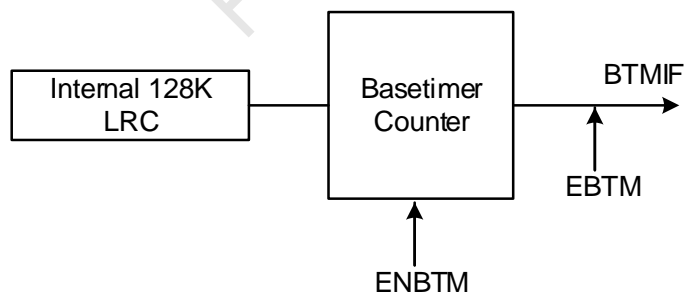 Internal 128K
LRC
Basetimer
Counter
BTMIF
EBTM
ENBTM